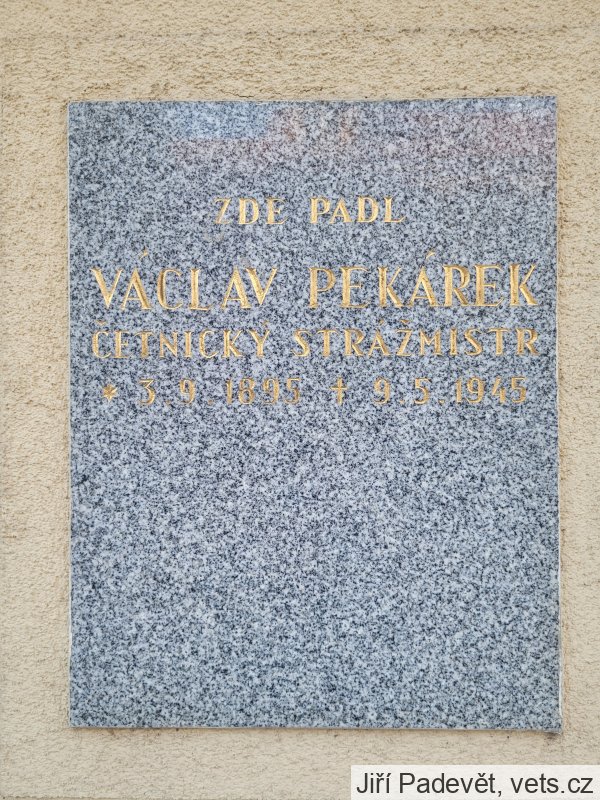 ZDE PADL
VÁCLAV PEKÁREK
ČETNICKÝ STRÁŽMISTR
* 3.9.1895 † 9.5.1945
Jiří Padevět, vets.cz